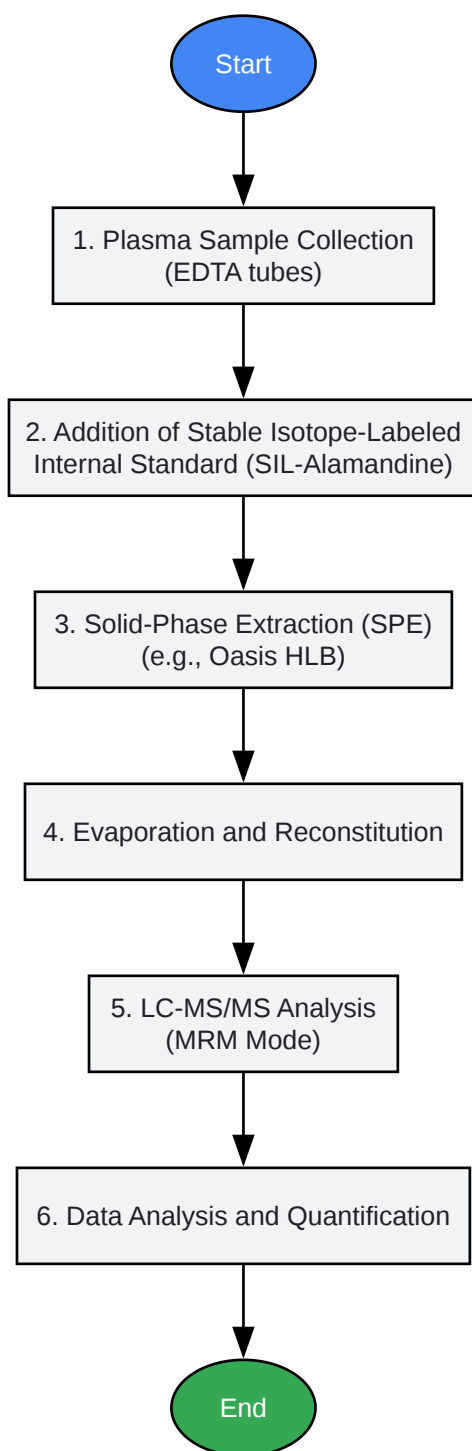 Start
1. Plasma Sample Collection
(EDTA tubes)
2. Addition of Stable Isotope-Labeled
Internal Standard (SIL-Alamandine)
3. Solid-Phase Extraction (SPE)
(e.g., Oasis HLB)
4. Evaporation and Reconstitution
5. LC-MS/MS Analysis
(MRM Mode)
6. Data Analysis and Quantification
End